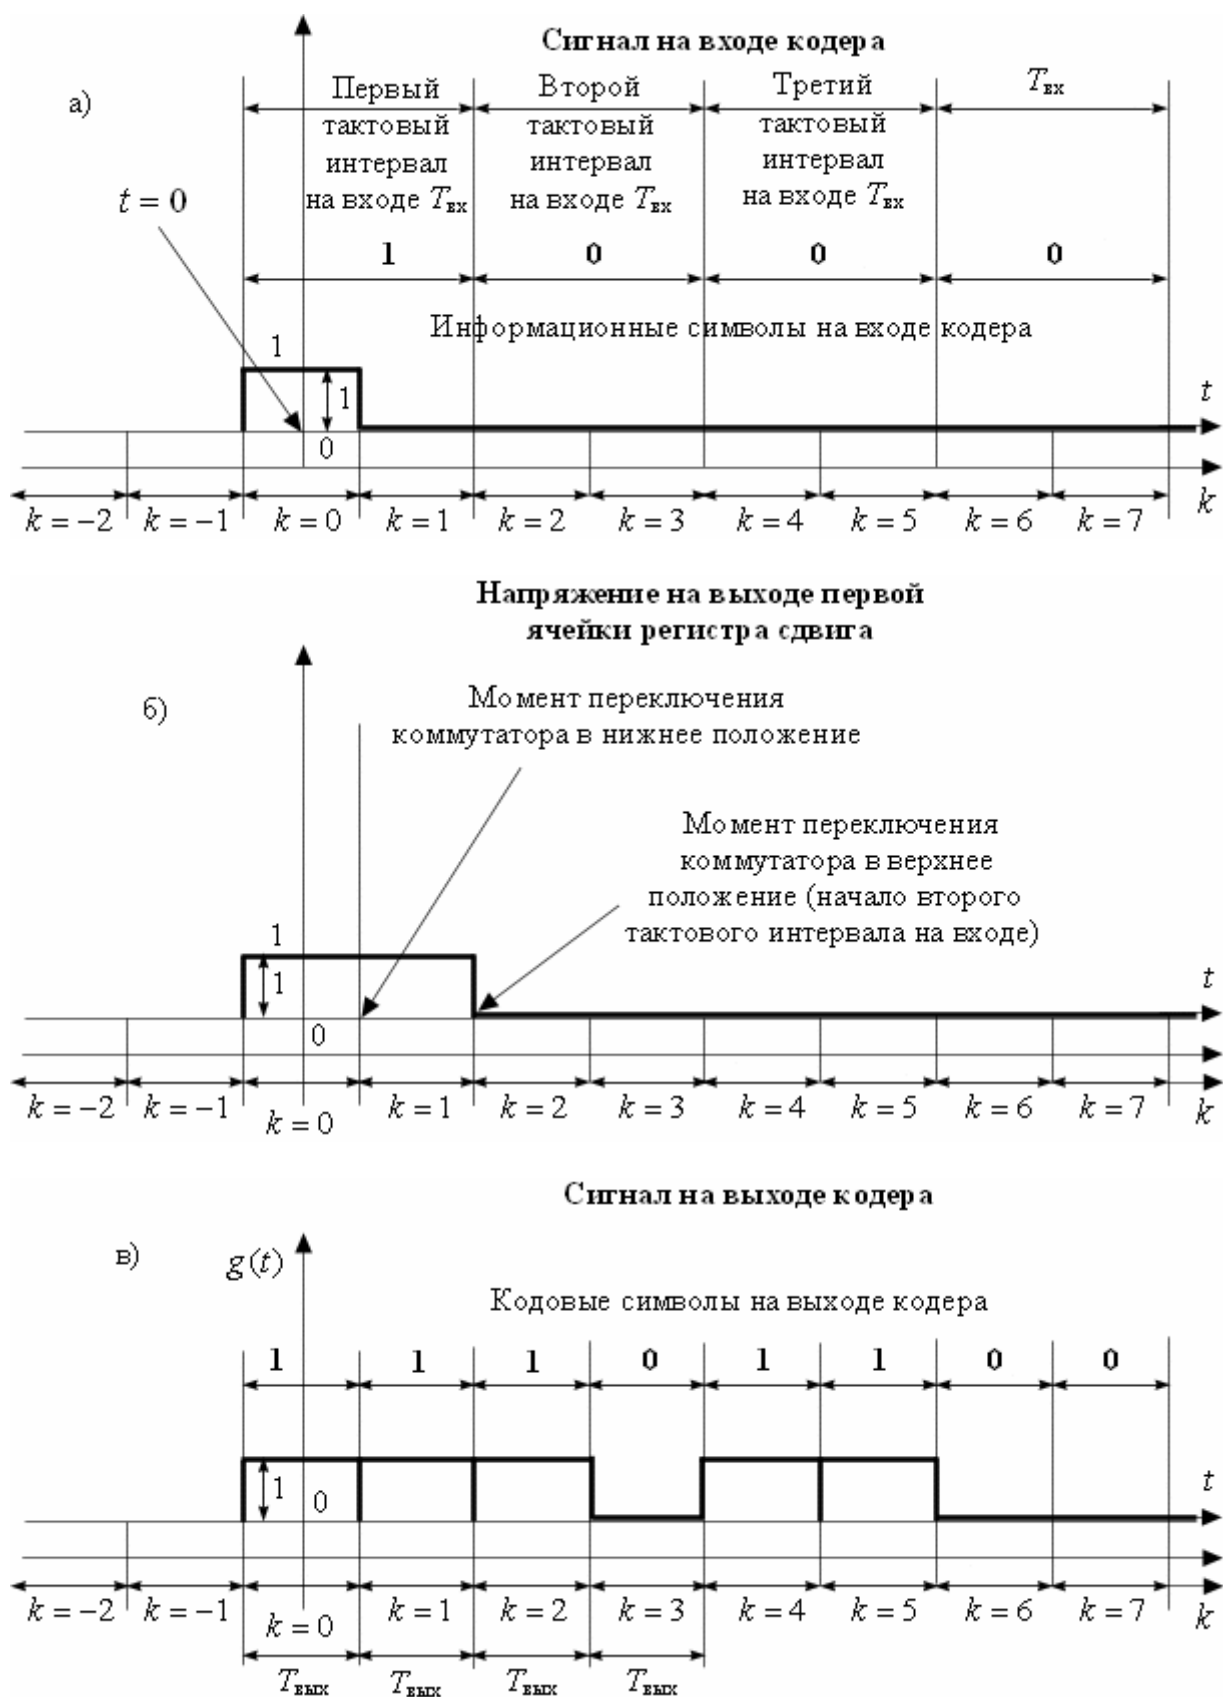 Сигнал на входе кодера
а)
Первый тактовый интервал на входе Tвх
Второй тактовый интервал на входе Tвх
Третий тактовый интервал на входе Tвх
Tвх
t = 0
1 0 0 0
Информационные символы на входе кодера
1
1
t
0
k = −2 k = −1 k = 0 k = 1 k = 2 k = 3 k = 4 k = 5 k = 6 k = 7 k
Напряжение на выходе первой
ячейки регистра сдвига
б)
Момент переключения
коммутатора в нижнее положение
Момент переключения
коммутатора в верхнее
положение (начало второго
тактового интервала на входе)
1
1
t
0
k = −2 k = −1 k = 0 k = 1 k = 2 k = 3 k = 4 k = 5 k = 6 k = 7 k
Сигнал на выходе кодера
в)
g(t)
Кодовые символы на выходе кодера
1 1 1 0 1 1 0 0
1 0
t
k = −2 k = −1 k = 0 k = 1 k = 2 k = 3 k = 4 k = 5 k = 6 k = 7 k
Tвых Tвых Tвых Tвых